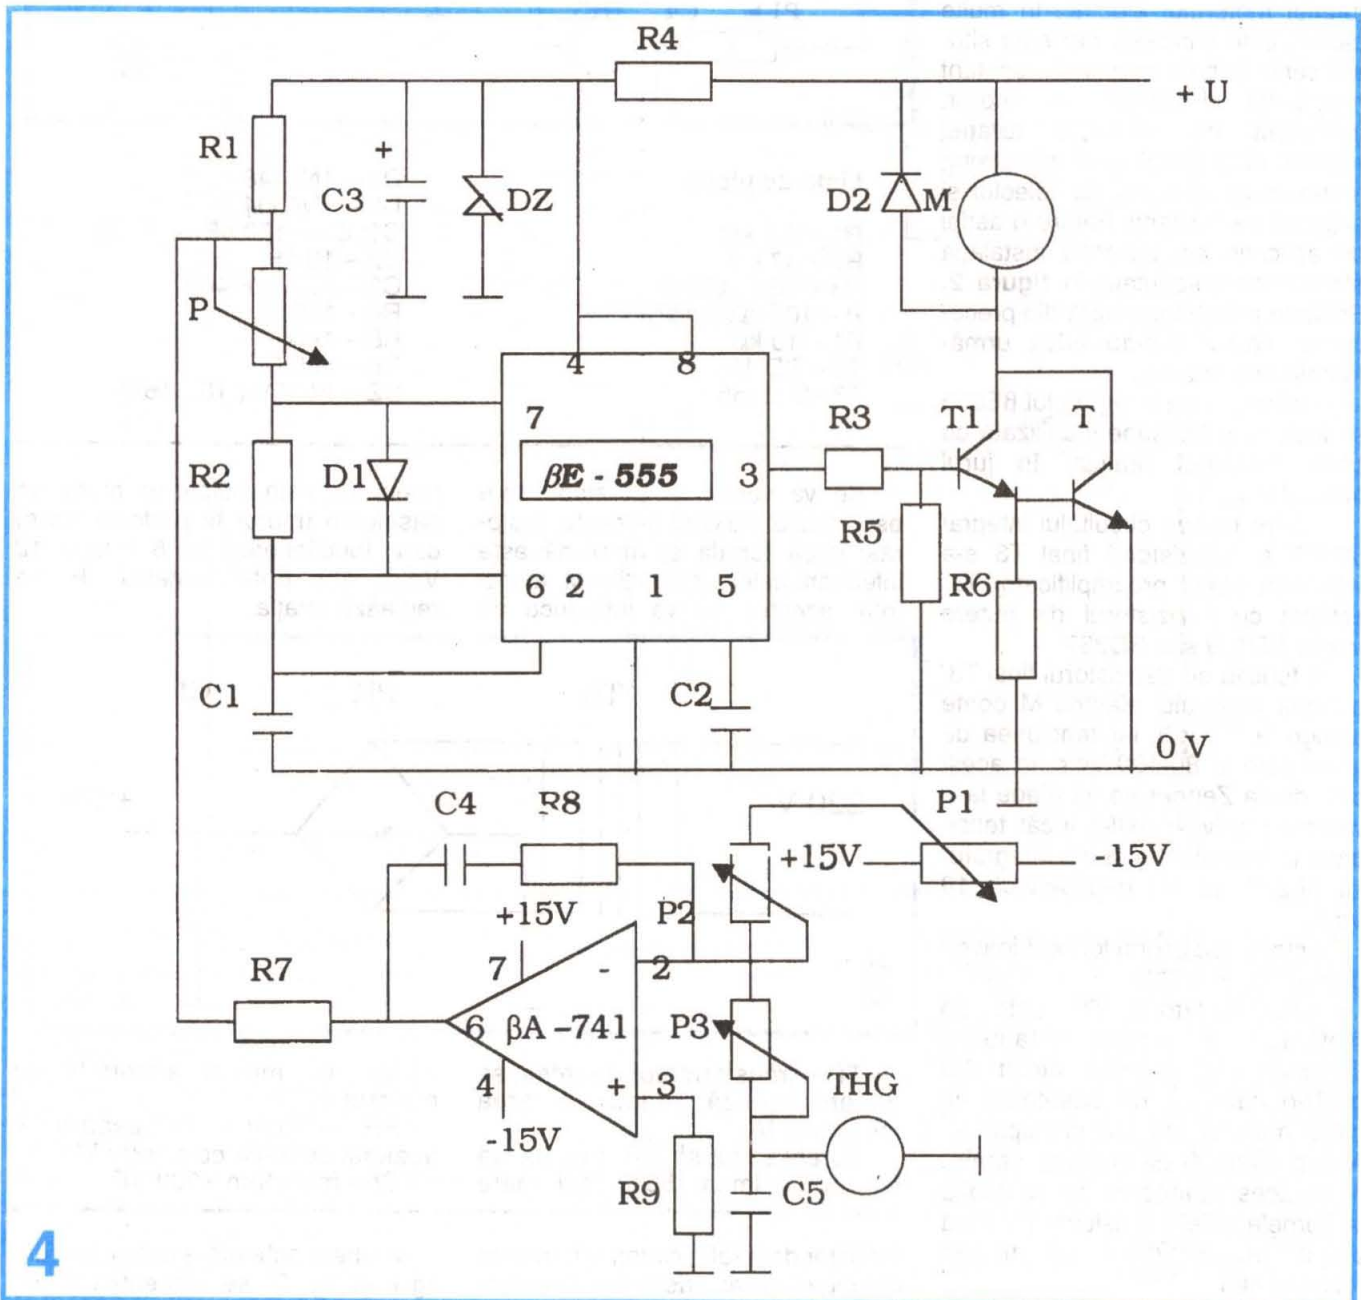 R4
+ U
R1
+
C3
DZ
D2
M
P
4
8
7
T1
T
R3
R2
D1
βE - 555
3
R5
6
2
1
5
R6
C1
C2
0 V
C4
R8
P1
+15V
-15V
+15V
P2
7
-
2
R7
6
βA -741
P3
4
+
3
THG
-15V
R9
C5
4